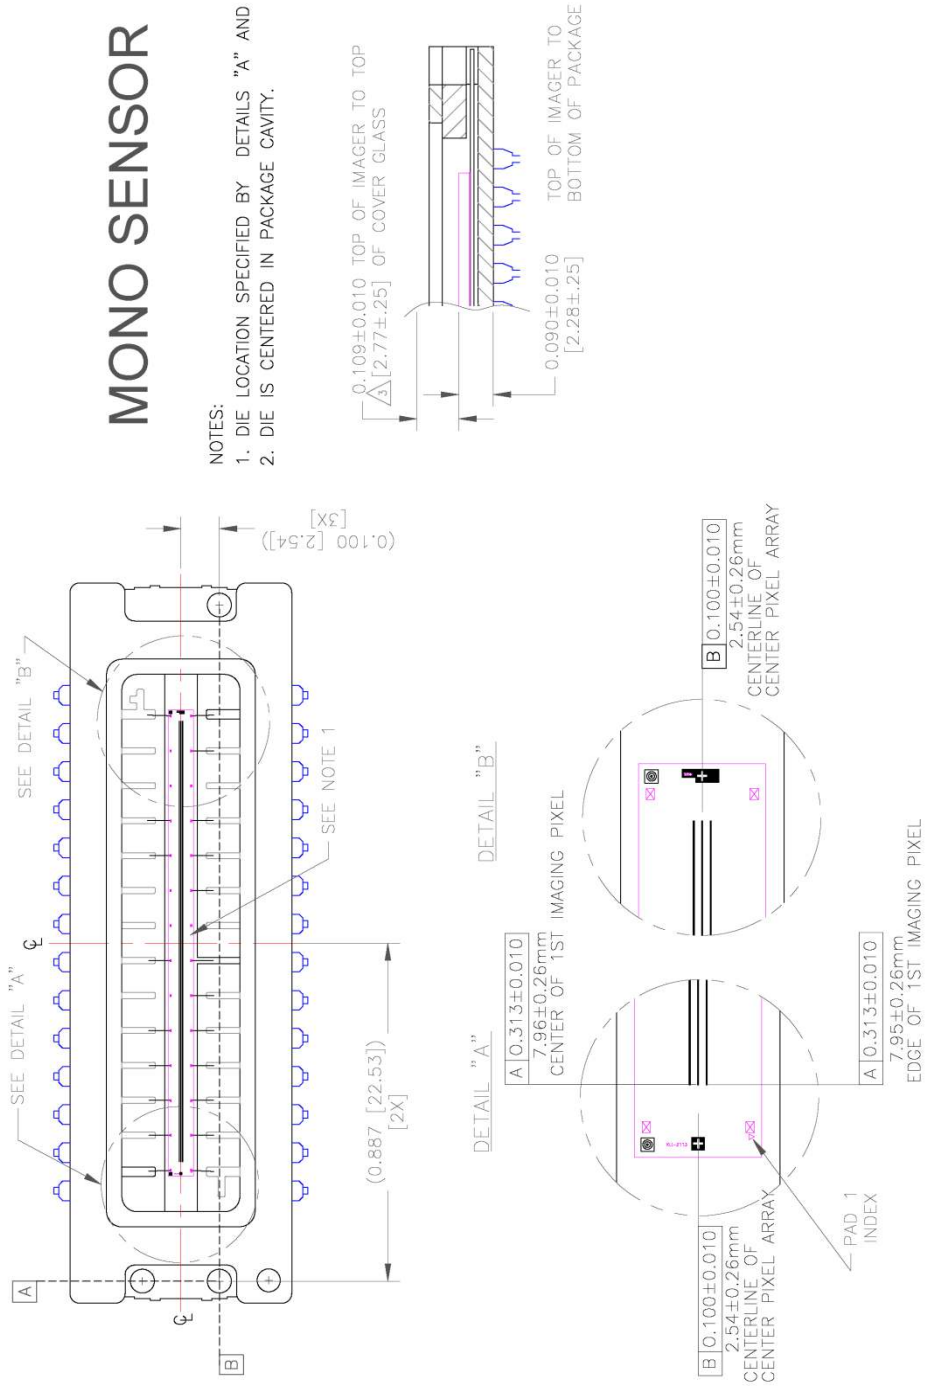 MONO SENSOR
NOTES:
1. DIE LOCATION SPECIFIED BY DETAILS "A" AND
2. DIE IS CENTERED IN PACKAGE CAVITY.
SEE DETAIL "A"
SEE DETAIL "B"
SEE NOTE 1
A
B
(0.887 [22.53])
[2X]
(0.100 [2.54])
[3X]
0.109±0.010 TOP OF IMAGER TO TOP
3 [2.77±.25] OF COVER GLASS
0.090±0.010
[2.28±.25]
TOP OF IMAGER TO
BOTTOM OF PACKAGE
DETAIL "A"
A 0.313±0.010
7.96±0.26mm
CENTER OF 1ST IMAGING PIXEL
B 0.100±0.010
2.54±0.26mm
CENTERLINE OF
CENTER PIXEL ARRAY
PAD 1
INDEX
A 0.313±0.010
7.95±0.26mm
EDGE OF 1ST IMAGING PIXEL
DETAIL "B"
B 0.100±0.010
2.54±0.26mm
CENTERLINE OF
CENTER PIXEL ARRAY